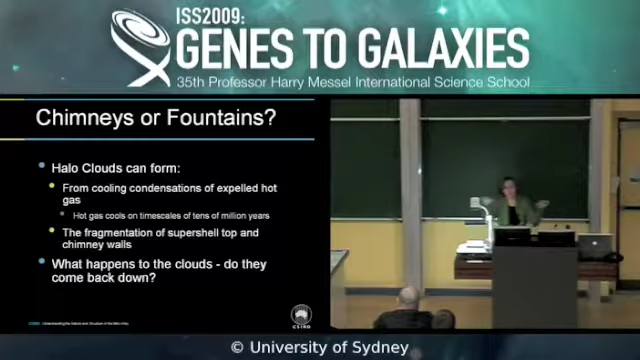 ISS2009:
GENES TO GALAXIES
35th Professor Harry Messel International Science School
Chimneys or Fountains?
Halo Clouds can form:
From cooling condensations of expelled hot
gas
Hot gas cools on timescales of tens of million years
The fragmentation of supershell top and
chimney walls
What happens to the clouds - do they
come back down?
CSIRO
© University of Sydney